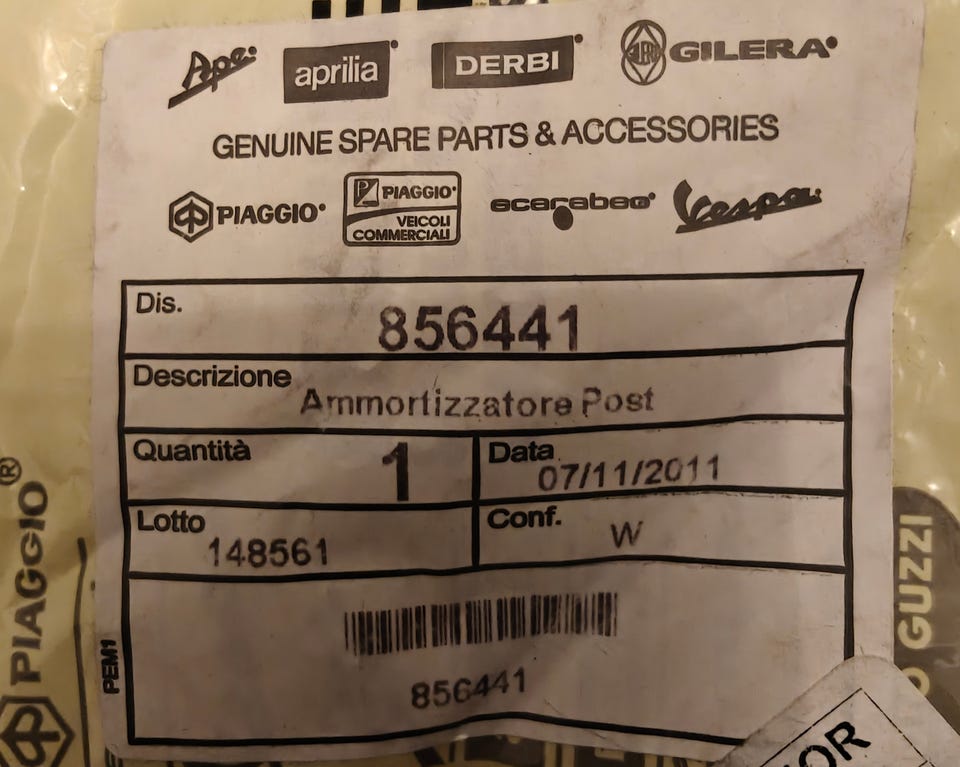 Ape
aprilia
DERBI
GILERA
GENUINE SPARE PARTS & ACCESSORIES
PIAGGIO
PIAGGIO
VEICOLI
COMMERCIALI
scarabeo
Vespa
Dis.
856441
Descrizione
Ammortizzatore Post
Quantità
1
Data
07/11/2011
Lotto
148561
Conf.
W
856441
PEM1
® PIAGGIO
GUZZI